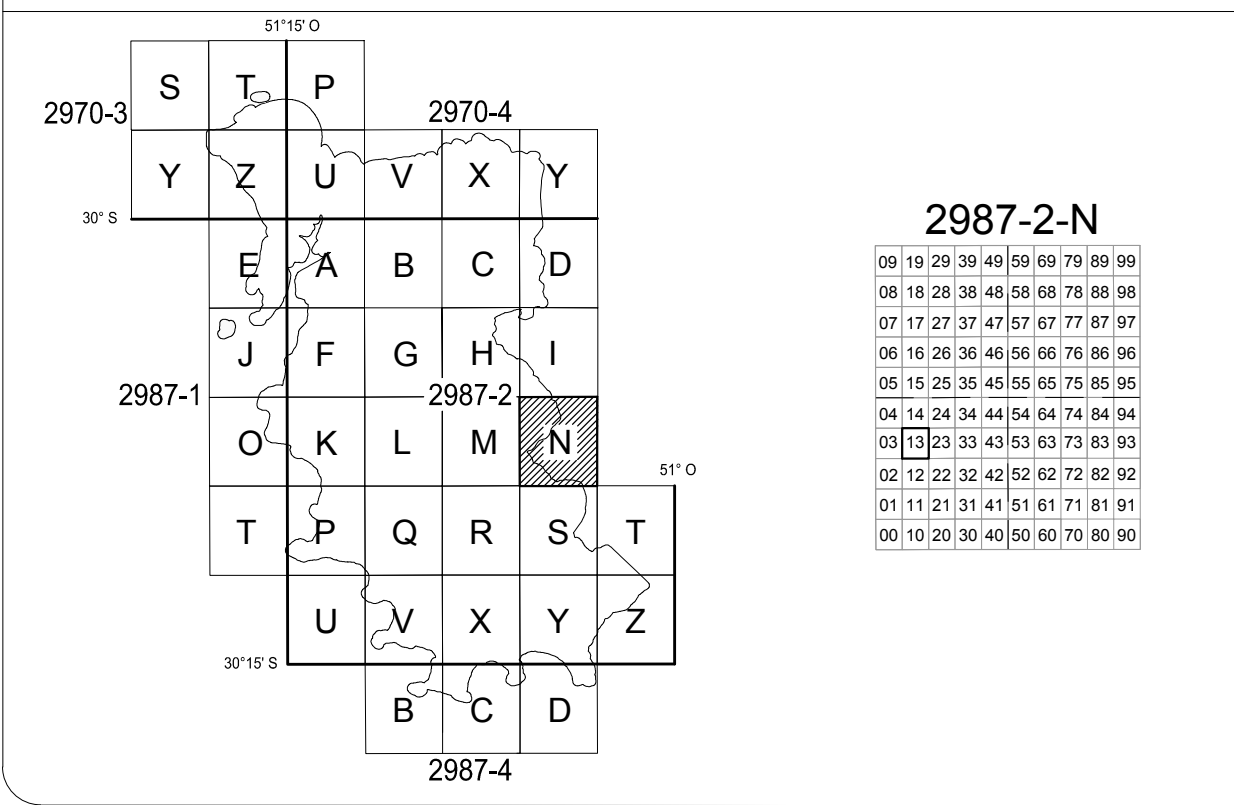 51°15' O
S T P
2970-3 2970-4
Y Z U V X Y
30° S
E A B C D
J F G H I
2987-1 2987-2
O K L M N
51° O
T P Q R S T
U V X Y Z
30°15' S
B C D
2987-4
2987-2-N
09 19 29 39 49 59 69 79 89 99
08 18 28 38 48 58 68 78 88 98
07 17 27 37 47 57 67 77 87 97
06 16 26 36 46 56 66 76 86 96
05 15 25 35 45 55 65 75 85 95
04 14 24 34 44 54 64 74 84 94
03 13 23 33 43 53 63 73 83 93
02 12 22 32 42 52 62 72 82 92
01 11 21 31 41 51 61 71 81 91
00 10 20 30 40 50 60 70 80 90